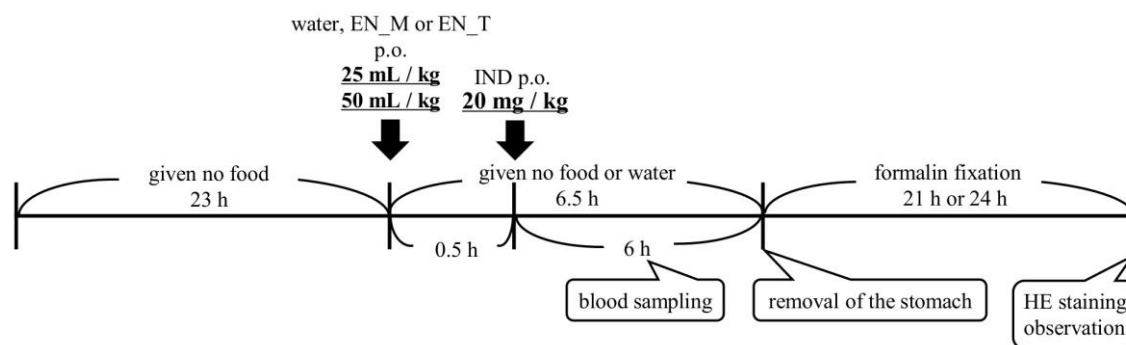 water, EN_M or EN_T
p.o.
25 mL / kg
50 mL / kg
IND p.o.
20 mg / kg
given no food
23 h
given no food or water
6.5 h
formalin fixation
21 h or 24 h
0.5 h
6 h
blood sampling
removal of the stomach
HE staining
observation